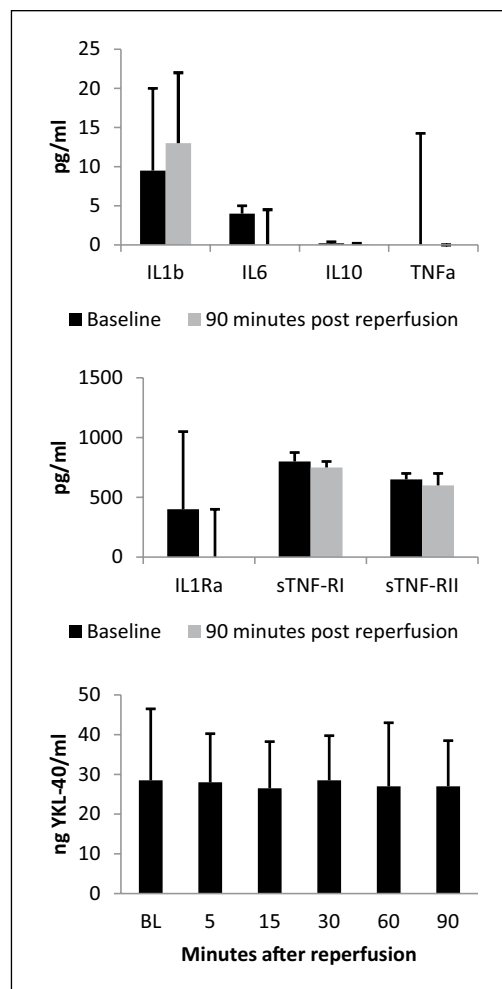 25
20
15
10
5
0
pg/ml
IL1b IL6 IL10 TNFa
Baseline 90 minutes post reperfusion
1500
1000
500
0
pg/ml
IL1Ra sTNF-RI sTNF-RII
Baseline 90 minutes post reperfusion
50
40
30
20
10
0
ng YKL-40/ml
BL 5 15 30 60 90
Minutes after reperfusion